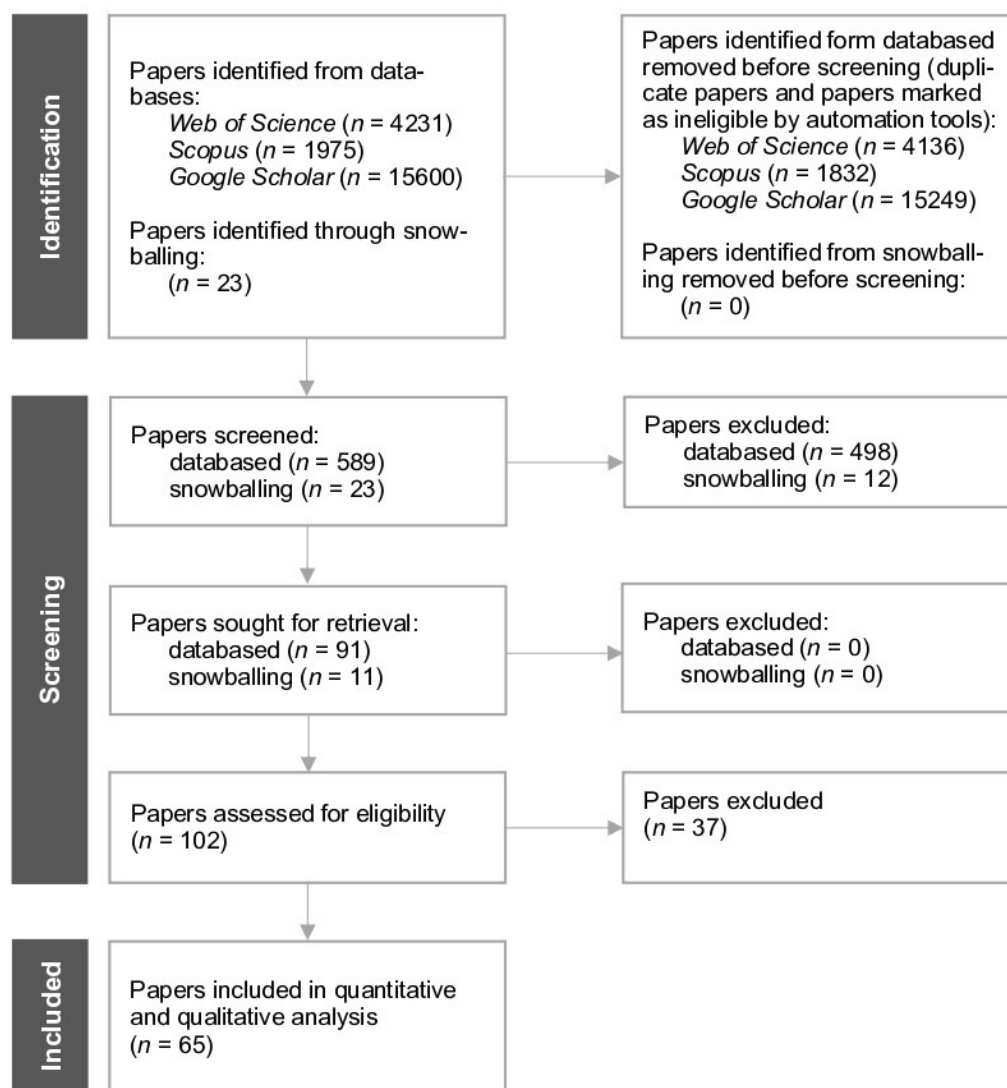 Identification
Papers identified from data-
bases:
Web of Science (n = 4231)
Scopus (n = 1975)
Google Scholar (n = 15600)
Papers identified through snow-
balling:
(n = 23)
Papers identified form databased
removed before screening (dupli-
cate papers and papers marked
as ineligible by automation tools):
Web of Science (n = 4136)
Scopus (n = 1832)
Google Scholar (n = 15249)
Papers identified from snowball-
ing removed before screening:
(n = 0)
Screening
Papers screened:
databased (n = 589)
snowballing (n = 23)
Papers excluded:
databased (n = 498)
snowballing (n = 12)
Papers sought for retrieval:
databased (n = 91)
snowballing (n = 11)
Papers excluded:
databased (n = 0)
snowballing (n = 0)
Papers assessed for eligibility
(n = 102)
Papers excluded
(n = 37)
Included
Papers included in quantitative
and qualitative analysis
(n = 65)